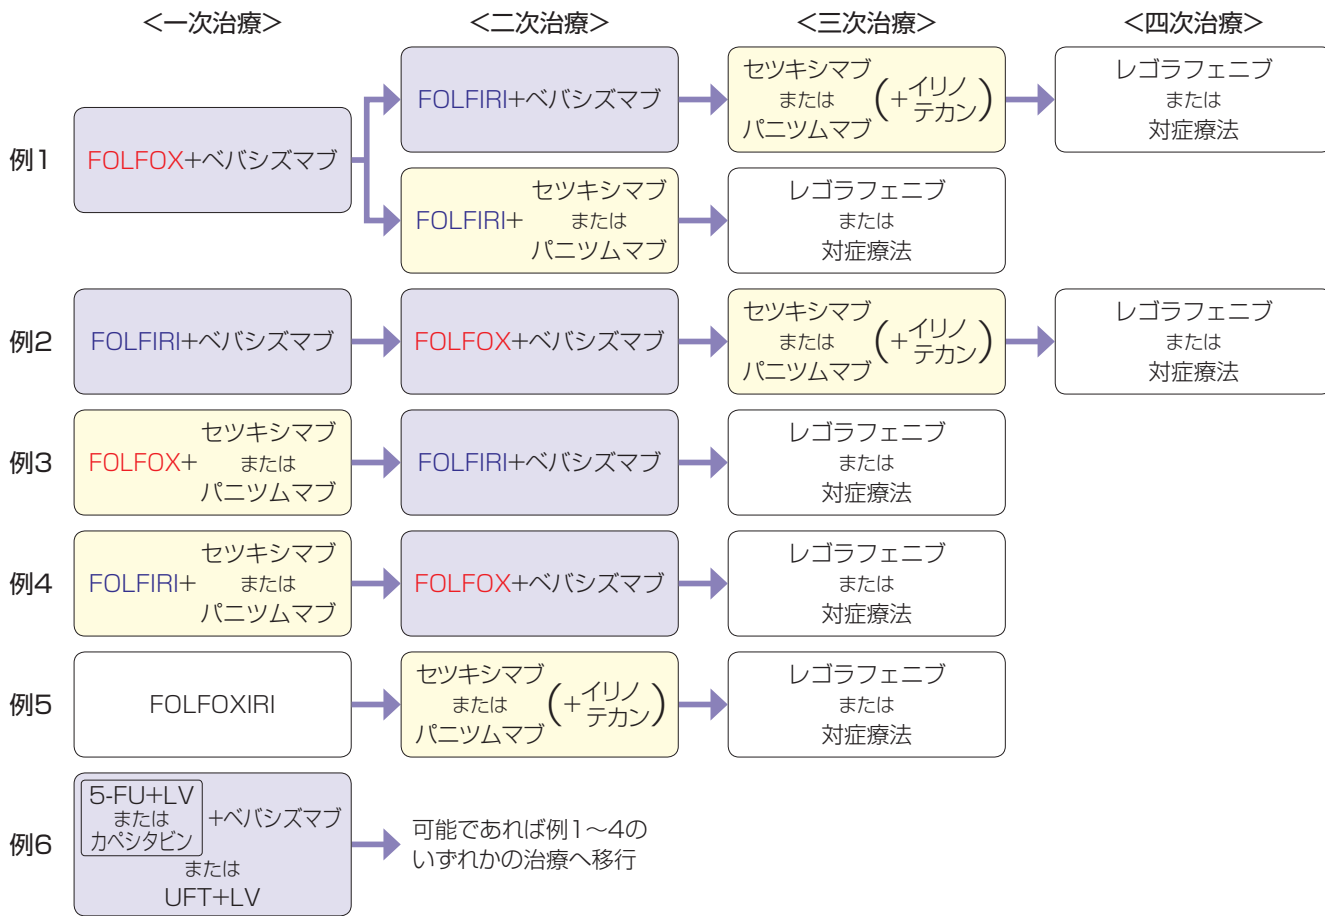 <一次治療>
<二次治療>
<三次治療>
<四次治療>
例1
FOLFOX+ベバシズマブ
FOLFIRI+ベバシズマブ
セツキシマブ
または
パニツムマブ
(+イリノ
テカン)
レゴラフェニブ
または
対症療法
FOLFIRI+
セツキシマブ
または
パニツムマブ
レゴラフェニブ
または
対症療法
例2
FOLFIRI+ベバシズマブ
FOLFOX+ベバシズマブ
セツキシマブ
または
パニツムマブ
(+イリノ
テカン)
レゴラフェニブ
または
対症療法
例3
FOLFOX+
セツキシマブ
または
パニツムマブ
FOLFIRI+ベバシズマブ
レゴラフェニブ
または
対症療法
例4
FOLFIRI+
セツキシマブ
または
パニツムマブ
FOLFOX+ベバシズマブ
レゴラフェニブ
または
対症療法
例5
FOLFOXIRI
セツキシマブ
または
パニツムマブ
(+イリノ
テカン)
レゴラフェニブ
または
対症療法
例6
5-FU+LV
または
カペシタビン
+ベバシズマブ
または
UFT+LV
可能であれば例1〜4の
いずれかの治療へ移行